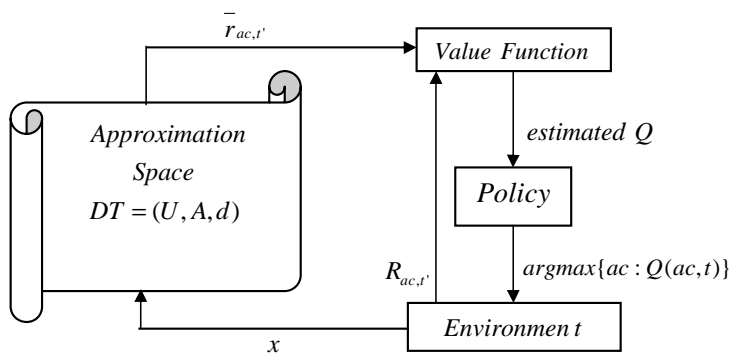 r̄ac,t'
Value Function
Approximation
Space
DT = (U, A, d)
estimated Q
Policy
Rac,t'
argmax{ac : Q(ac,t)}
Environmen t
x